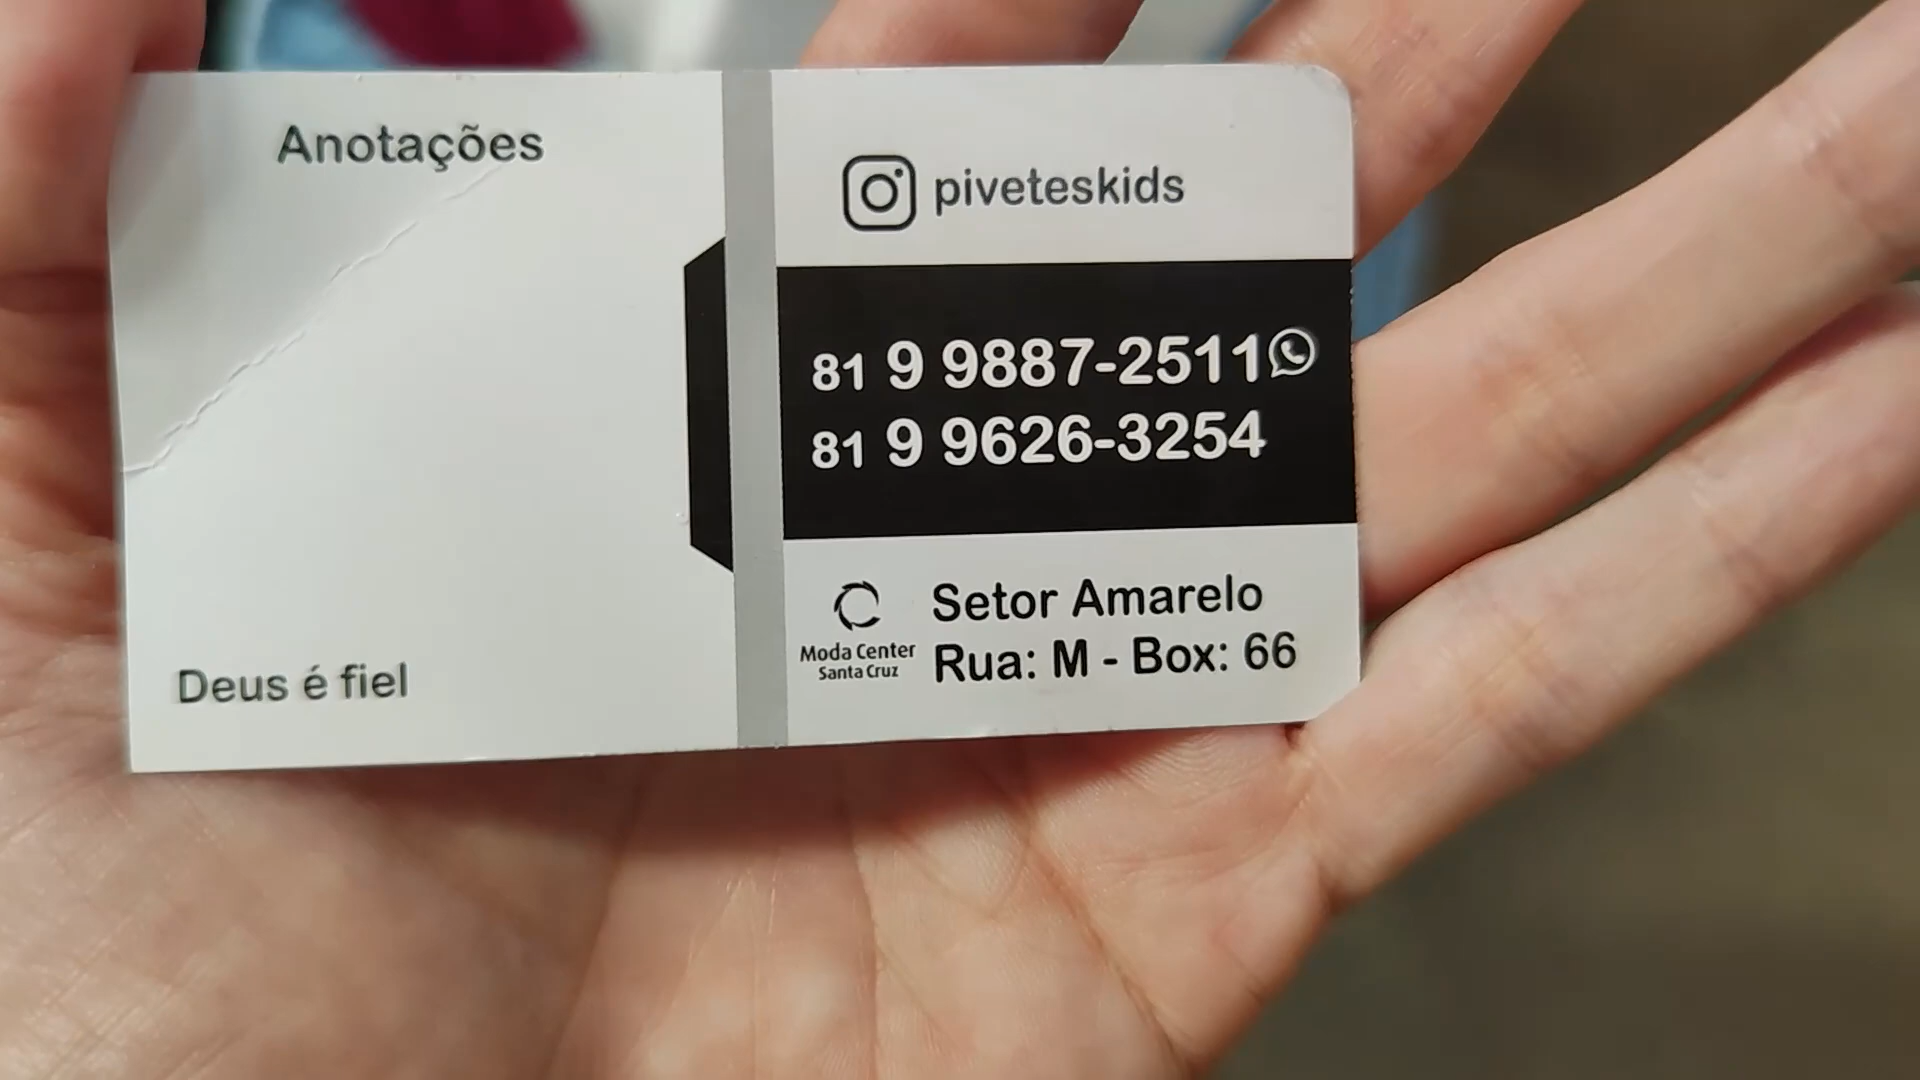 Anotações
Deus é fiel
piveteskids
81 9 9887-2511
81 9 9626-3254
Moda Center
Santa Cruz
Setor Amarelo
Rua: M - Box: 66